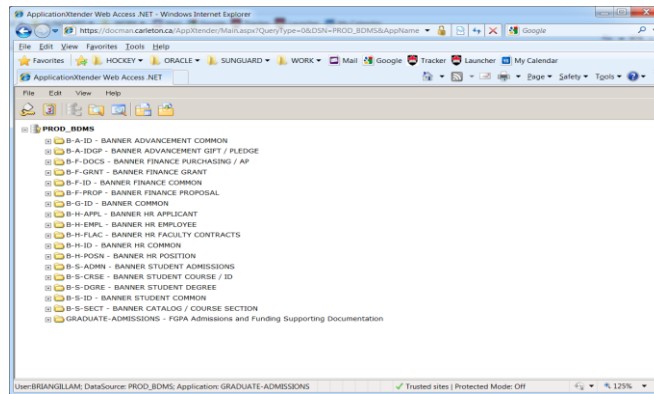 ApplicationXtender Web Access .NET - Windows Internet Explorer
https://docman.carleton.ca/AppXtender/Main.aspx?QueryType=0&DSN=PROD_BDMS&AppName
Google
File Edit View Favorites Tools Help
Favorites HOCKEY ORACLE SUNGUARD WORK Mail Google Tracker Launcher My Calendar
ApplicationXtender Web Access .NET
Page Safety Tools
File Edit View Help
PROD_BDMS
B-A-ID - BANNER ADVANCEMENT COMMON
B-A-IDGP - BANNER ADVANCEMENT GIFT / PLEDGE
B-F-DOCS - BANNER FINANCE PURCHASING / AP
B-F-GRNT - BANNER FINANCE GRANT
B-F-ID - BANNER FINANCE COMMON
B-F-PROP - BANNER FINANCE PROPOSAL
B-G-ID - BANNER COMMON
B-H-APPL - BANNER HR APPLICANT
B-H-EMPL - BANNER HR EMPLOYEE
B-H-FLAC - BANNER HR FACULTY CONTRACTS
B-H-ID - BANNER HR COMMON
B-H-POSN - BANNER HR POSITION
B-S-ADMN - BANNER STUDENT ADMISSIONS
B-S-CRSE - BANNER STUDENT COURSE / ID
B-S-DGRE - BANNER STUDENT DEGREE
B-S-ID - BANNER STUDENT COMMON
B-S-SECT - BANNER CATALOG / COURSE SECTION
GRADUATE-ADMISSIONS - FGPA Admissions and Funding Supporting Documentation
User:BRIANGILLAM; DataSource: PROD_BDMS; Application: GRADUATE-ADMISSIONS Trusted sites | Protected Mode: Off 125%